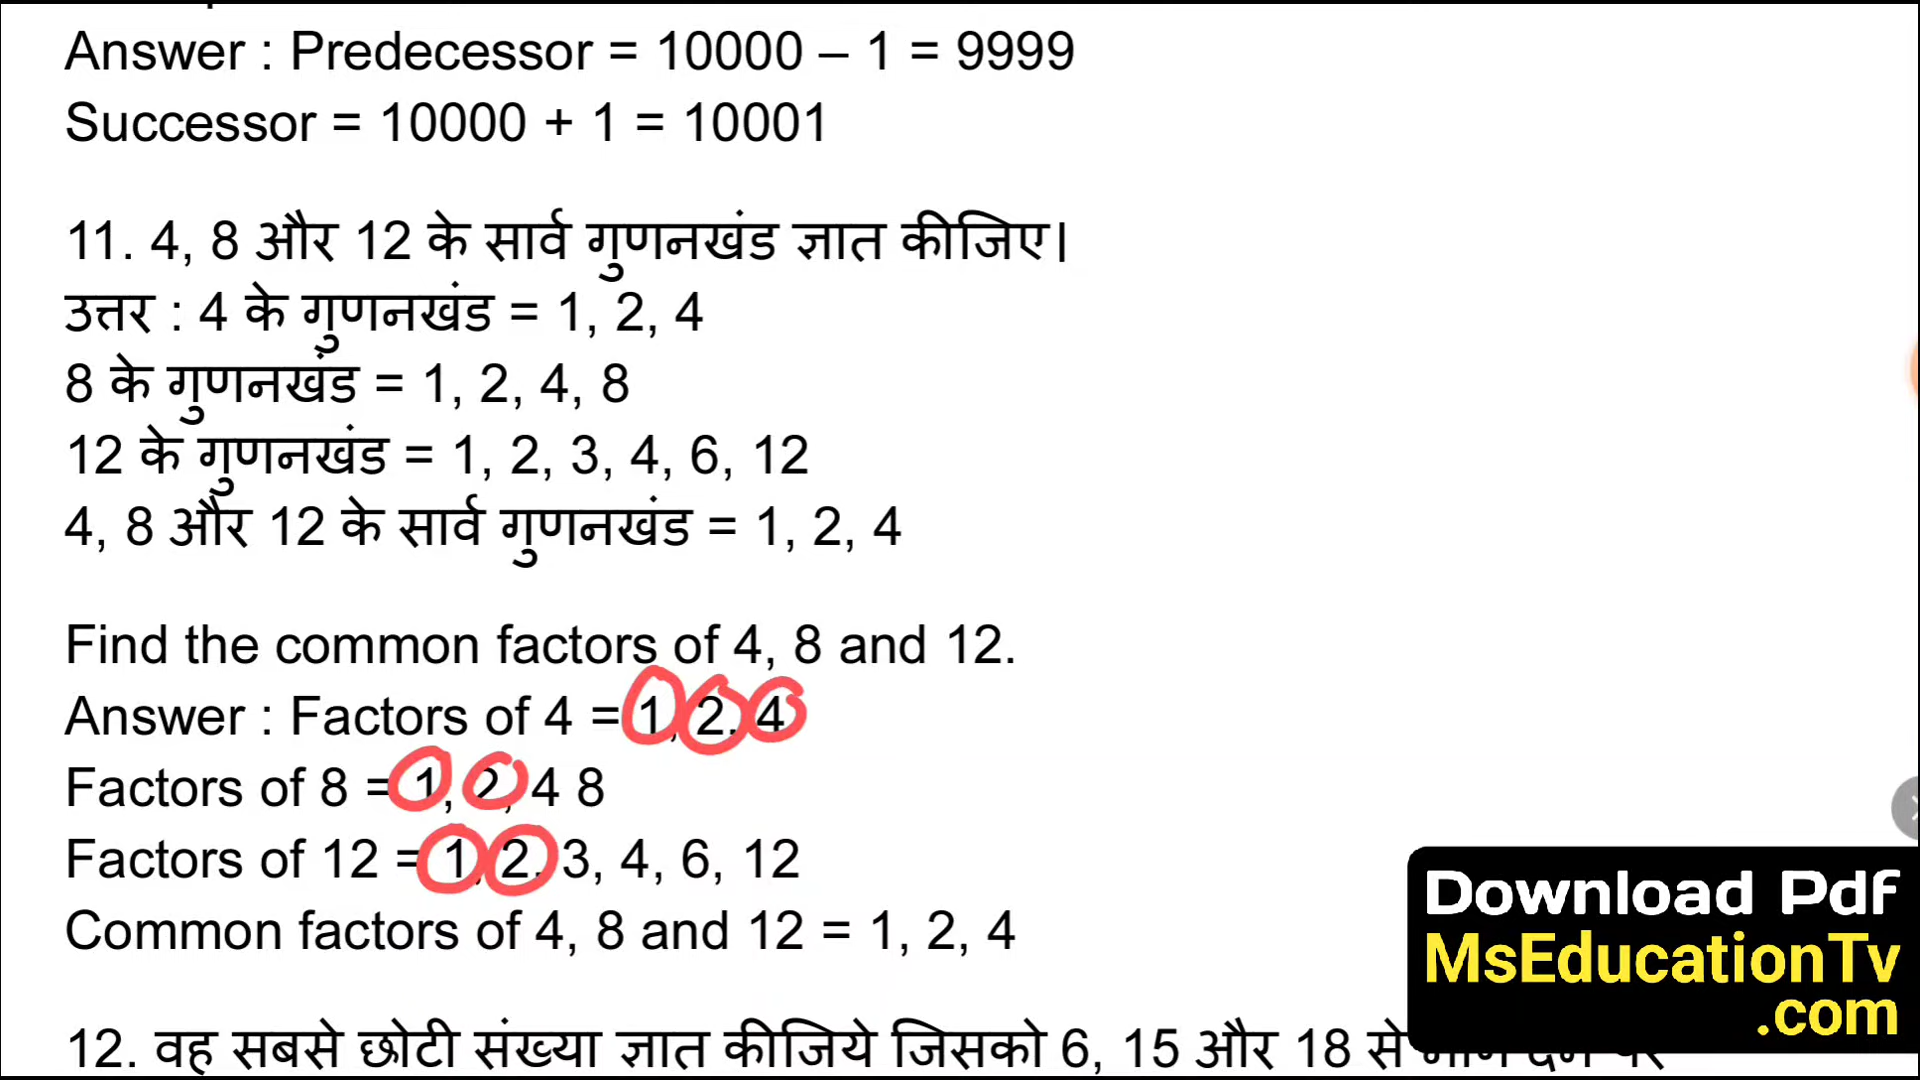 Answer : Predecessor = 10000 – 1 = 9999
Successor = 10000 + 1 = 10001
11. 4, 8 और 12 के सार्व गुणनखंड ज्ञात कीजिए।
उत्तर : 4 के गुणनखंड = 1, 2, 4
8 के गुणनखंड = 1, 2, 4, 8
12 के गुणनखंड = 1, 2, 3, 4, 6, 12
4, 8 और 12 के सार्व गुणनखंड = 1, 2, 4
Find the common factors of 4, 8 and 12.
Answer : Factors of 4 = 1, 2, 4
Factors of 8 = 1, 2, 4 8
Factors of 12 = 1, 2, 3, 4, 6, 12
Common factors of 4, 8 and 12 = 1, 2, 4
12. वह सबसे छोटी संख्या ज्ञात कीजिये जिसको 6, 15 और 18 से
Download Pdf
MsEducationTv
.com